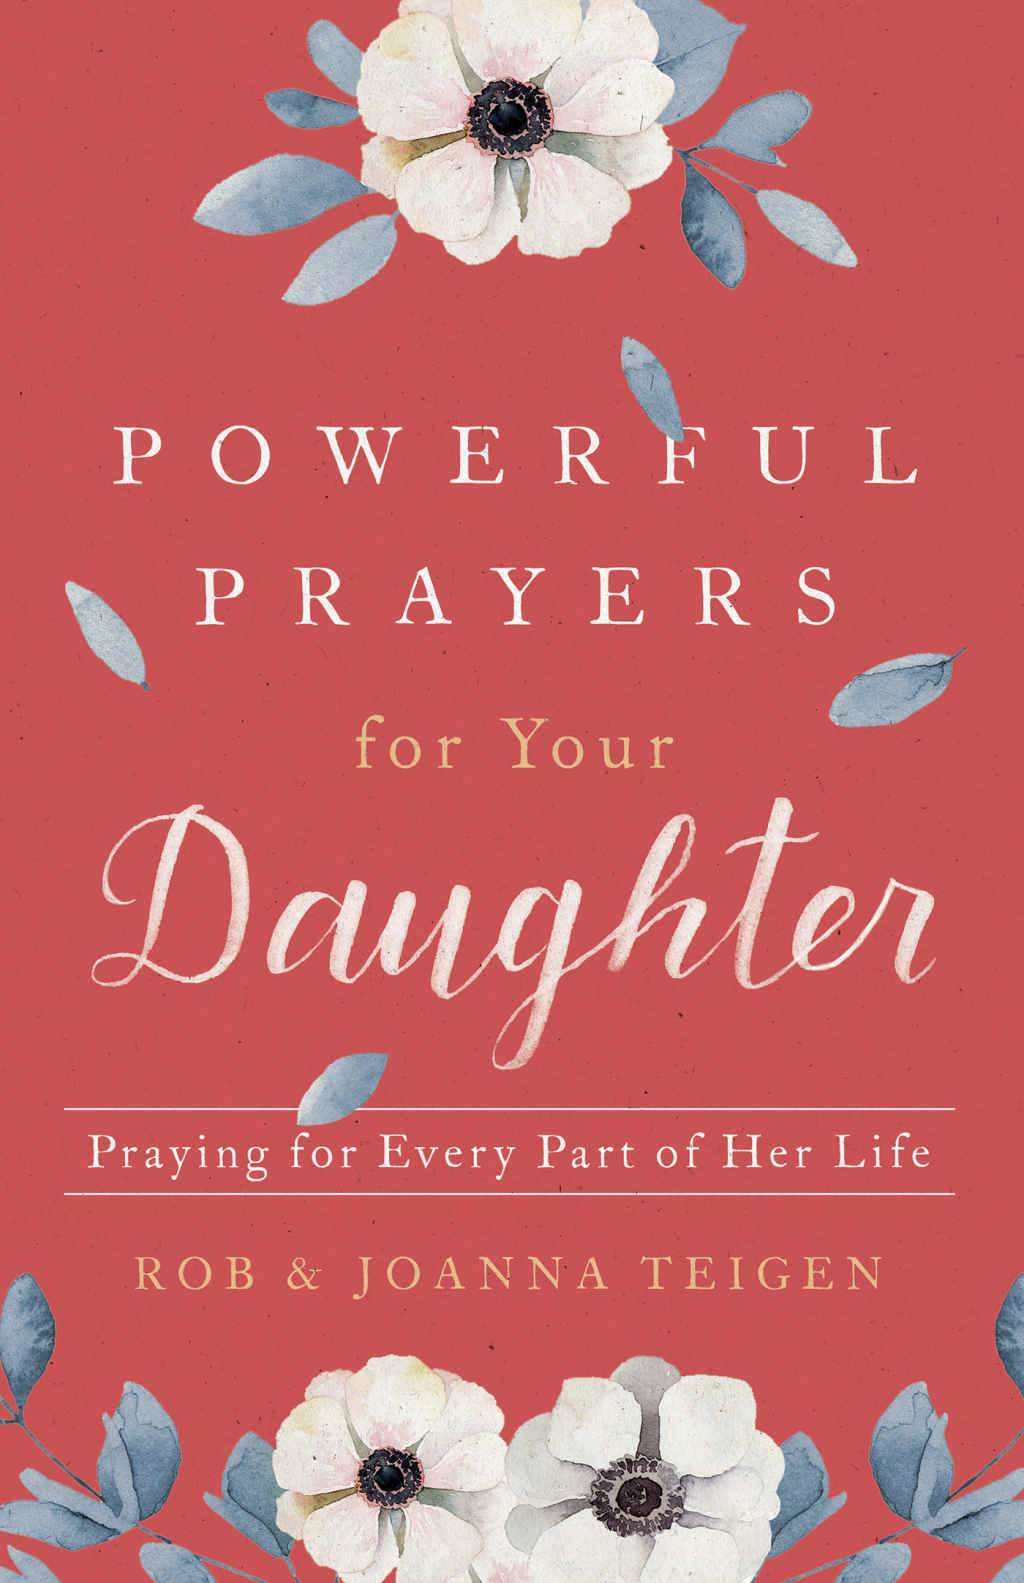 POWERFUL
PRAYERS
for Your
Daughter
Praying for Every Part of Her Life
ROB & JOANNA TEIGEN